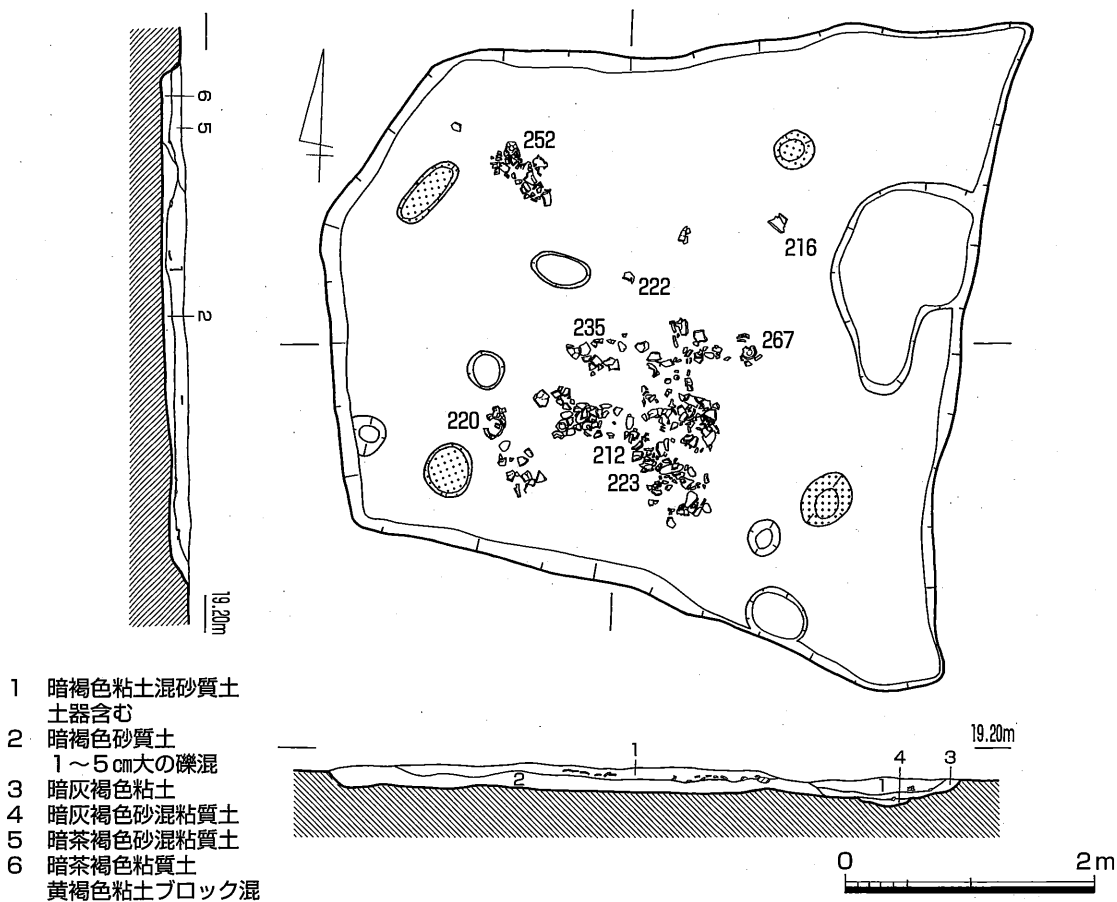 6
5
1
2
19.20m
252
216
222
235
267
220
212
223
1 暗褐色粘土混砂質土
土器含む
2 暗褐色砂質土
1～5㎝大の礫混
3 暗灰褐色粘土
4 暗灰褐色砂混粘質土
5 暗茶褐色砂混粘質土
6 暗茶褐色粘質土
黄褐色粘土ブロック混
19.20m
1
4
3
2
1
0
2m